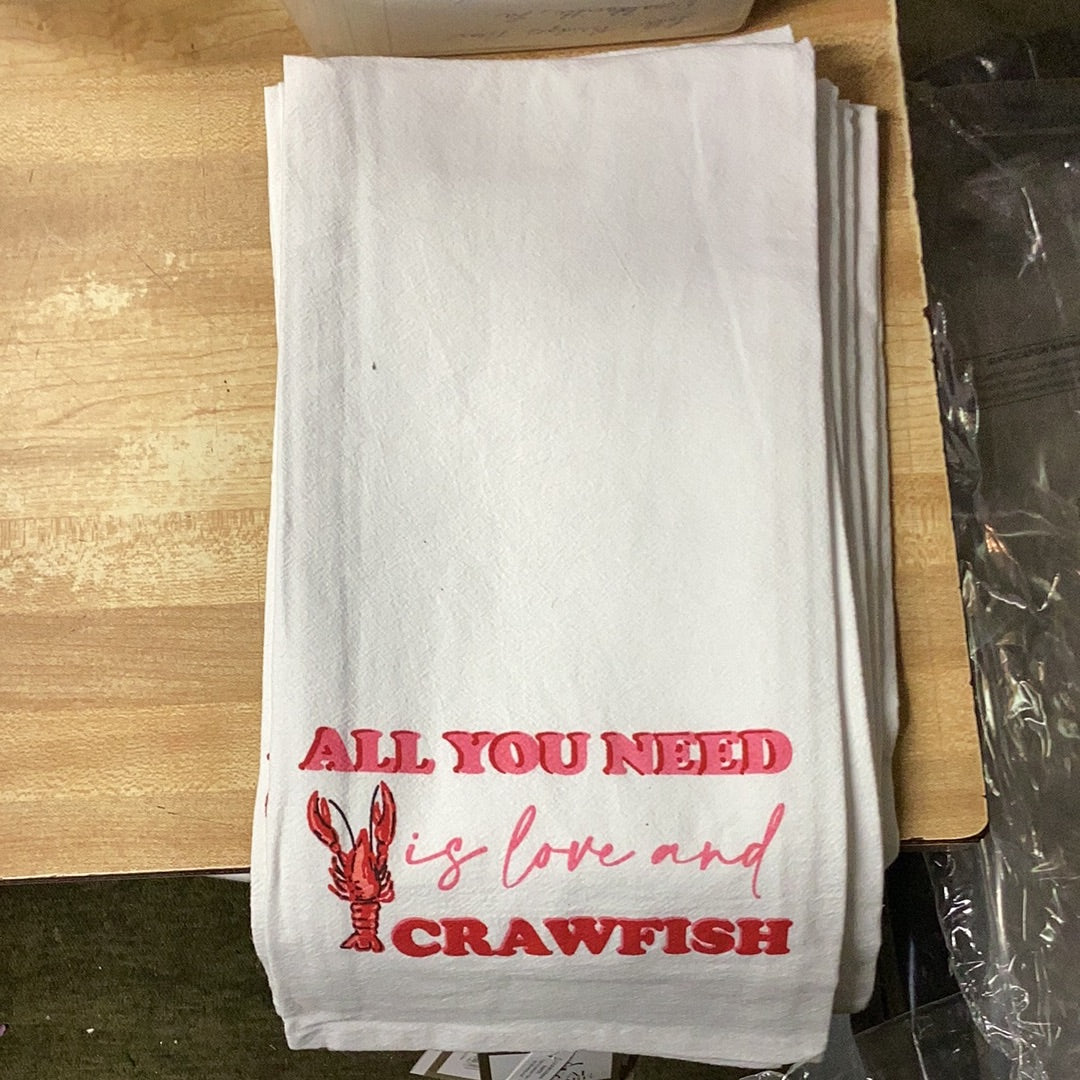 ALL YOU NEED
is love and
CRAWFISH